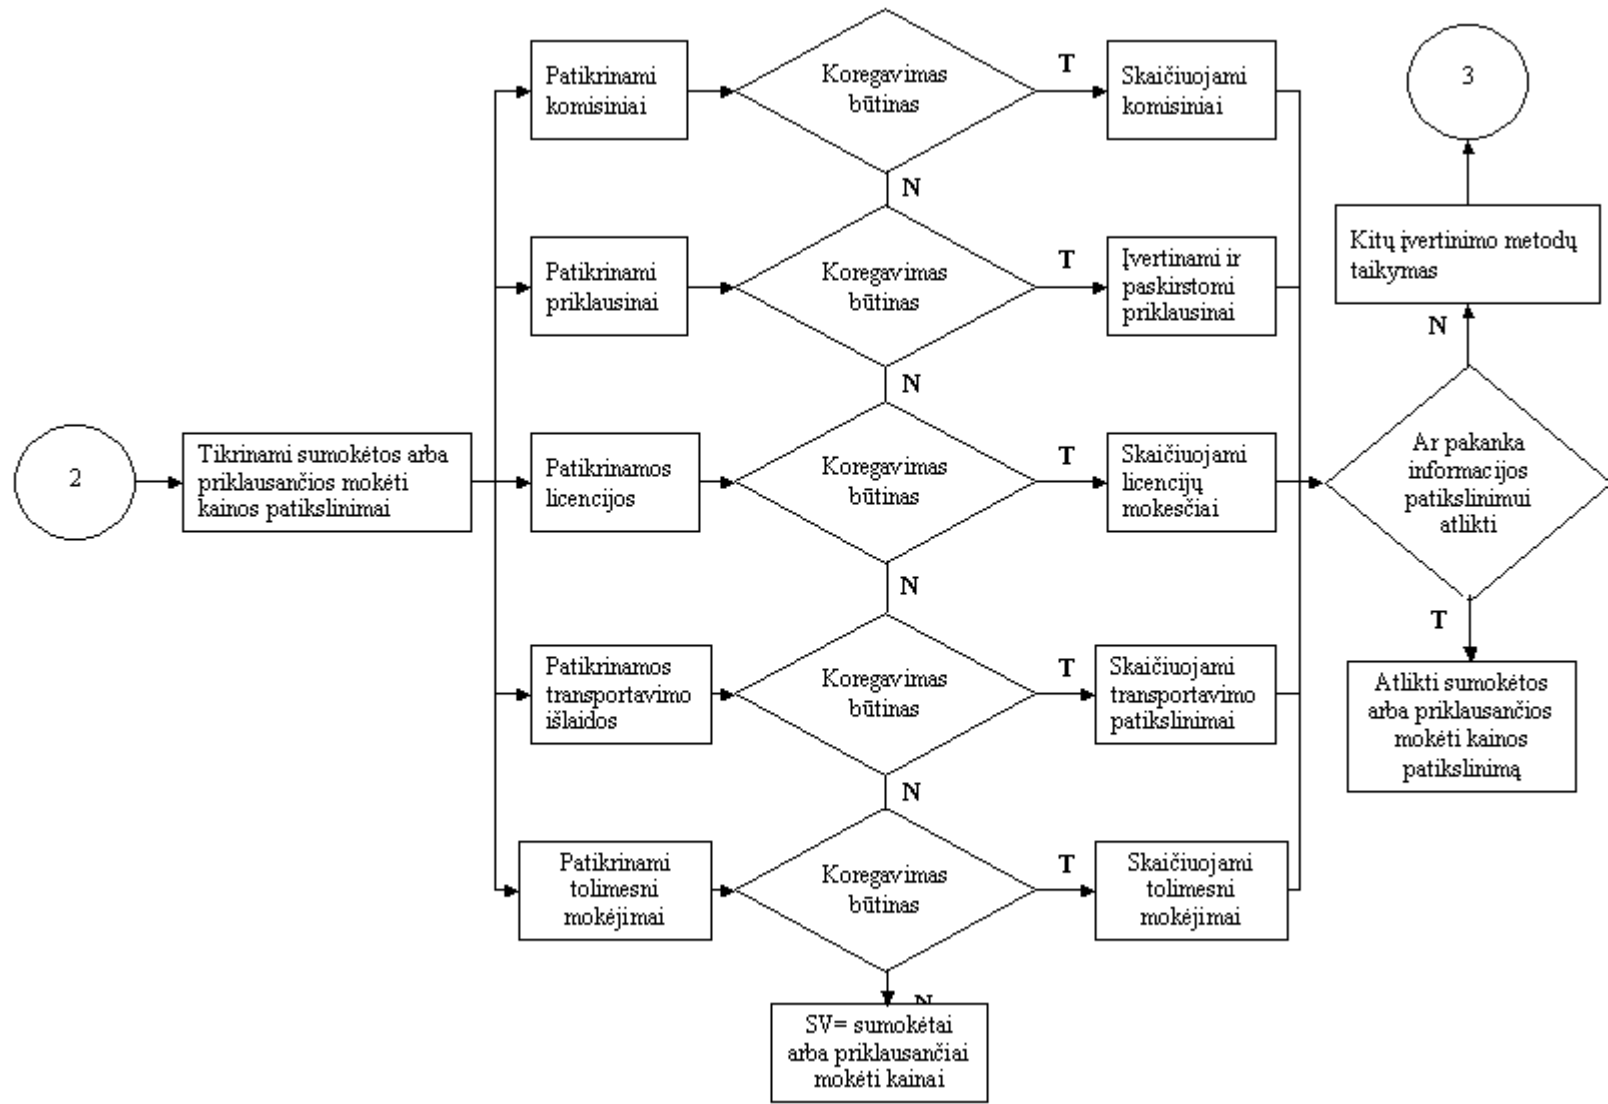 2
Tikrinami sumokėtos arba
priklausančios mokėti
kainos patikslinimai
Patikrinami
komisiniai
Koregavimas
būtinas
T
Skaičiuojami
komisiniai
N
Patikrinami
priklausinai
Koregavimas
būtinas
T
Įvertinami ir
paskirstomi
priklausinai
N
Patikrinamos
licencijos
Koregavimas
būtinas
T
Skaičiuojami
licencijų
mokesčiai
N
Patikrinamos
transportavimo
išlaidos
Koregavimas
būtinas
T
Skaičiuojami
transportavimo
patikslinimai
N
Patikrinami
tolimesni
mokėjimai
Koregavimas
būtinas
T
Skaičiuojami
tolimesni
mokėjimai
N
SV= sumokėtai
arba priklausančiai
mokėti kainai
3
Kitų įvertinimo metodų
taikymas
N
Ar pakanka
informacijos
patikslinimui
atlikti
T
Atlikti sumokėtos
arba priklausančios
mokėti kainos
patikslinimą